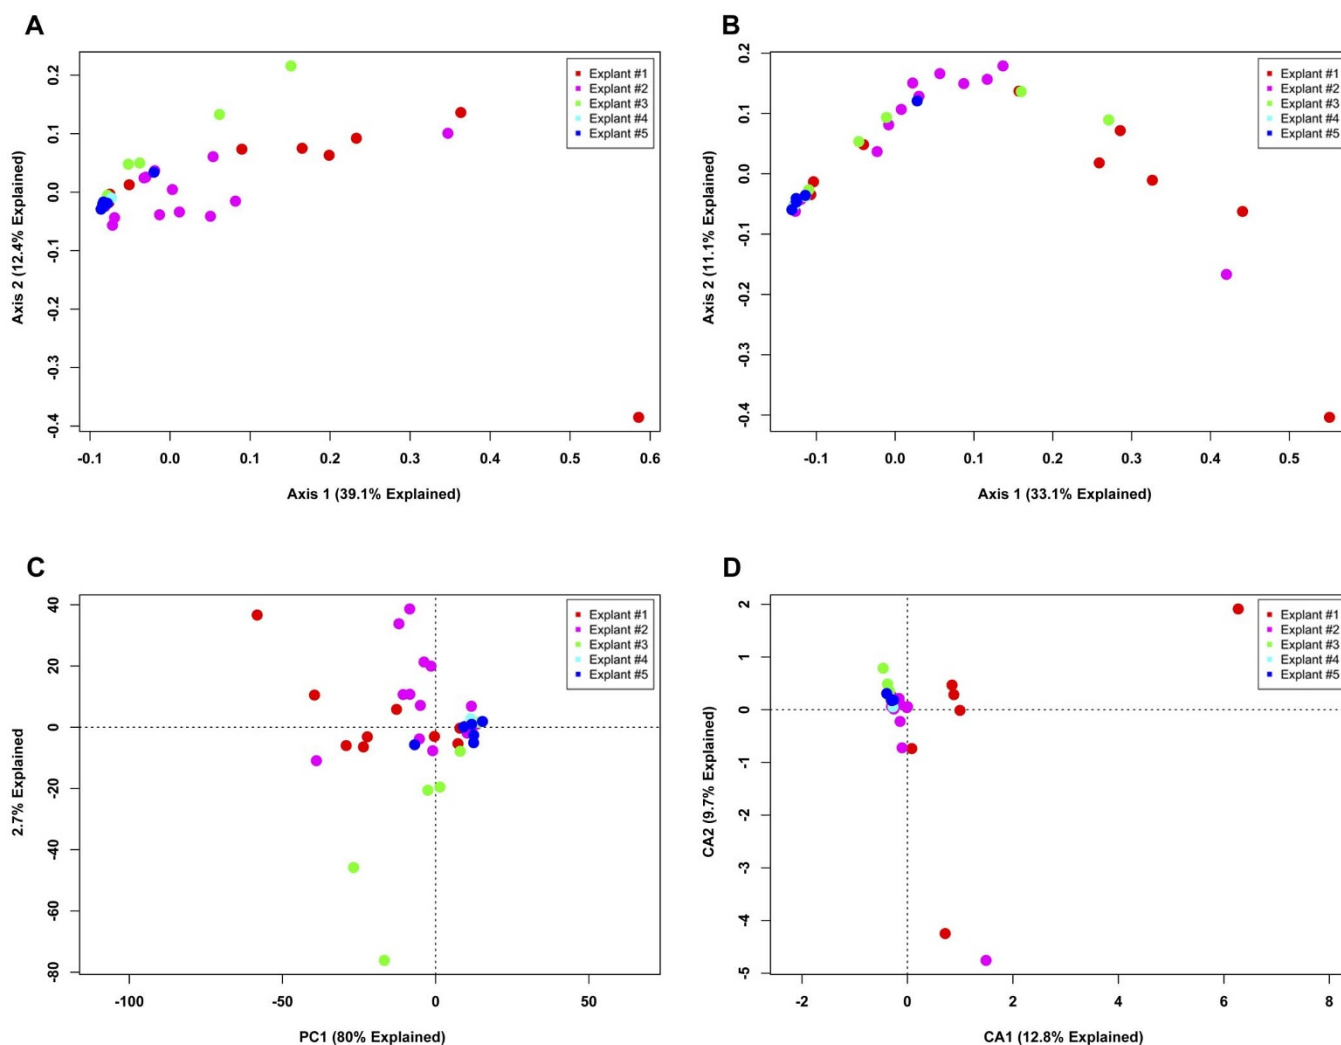 A
0.2
0.1
0.0
-0.1
-0.2
-0.3
-0.4
Axis 2 (12.4% Explained)
Explant #1
Explant #2
Explant #3
Explant #4
Explant #5
-0.1 0.0 0.1 0.2 0.3 0.4 0.5 0.6
Axis 1 (39.1% Explained)
B
0.2
0.1
0.0
-0.1
-0.2
-0.3
-0.4
Axis 2 (11.1% Explained)
Explant #1
Explant #2
Explant #3
Explant #4
Explant #5
-0.1 0.0 0.1 0.2 0.3 0.4 0.5
Axis 1 (33.1% Explained)
C
40
20
0
-20
-40
-60
-80
2.7% Explained)
Explant #1
Explant #2
Explant #3
Explant #4
Explant #5
-100 -50 0 50
PC1 (80% Explained)
D
2
1
0
-1
-2
-3
-4
-5
CA2 (9.7% Explained)
Explant #1
Explant #2
Explant #3
Explant #4
Explant #5
-2 0 2 4 6 8
CA1 (12.8% Explained)